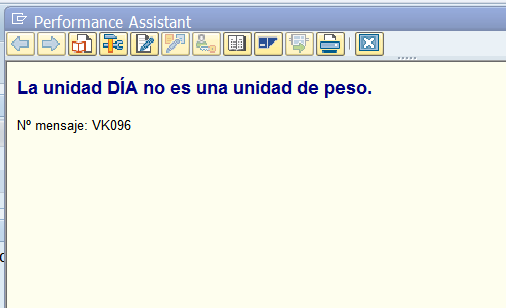 Performance Assistant
La unidad DÍA no es una unidad de peso.
Nº mensaje: VK096